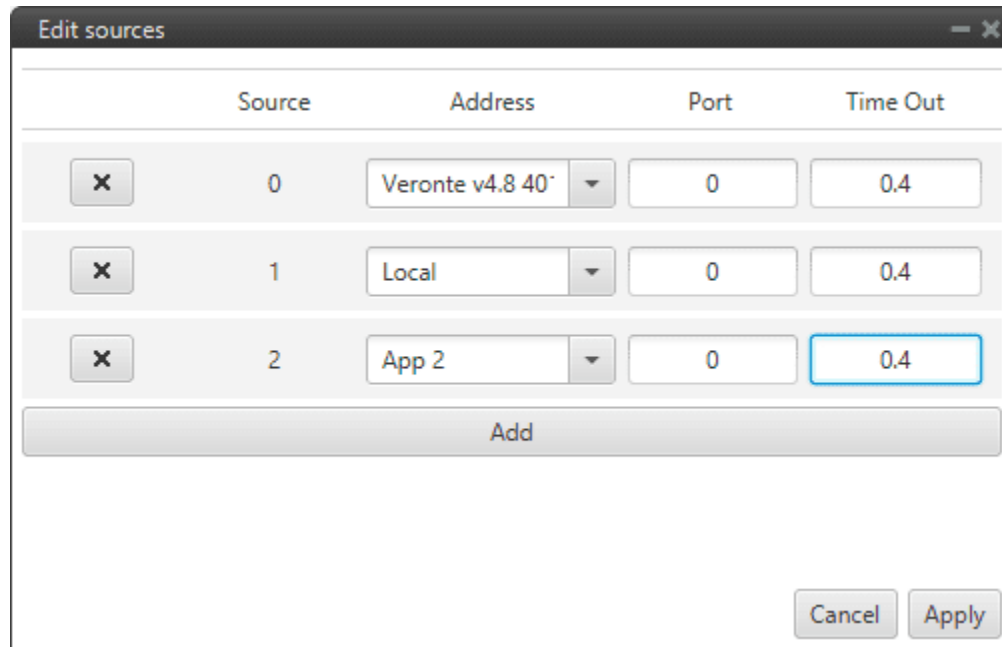 Edit sources
Source Address Port Time Out
0 Veronte v4.8 40 0 0.4
1 Local 0 0.4
2 App 2 0 0.4
Add
Cancel Apply